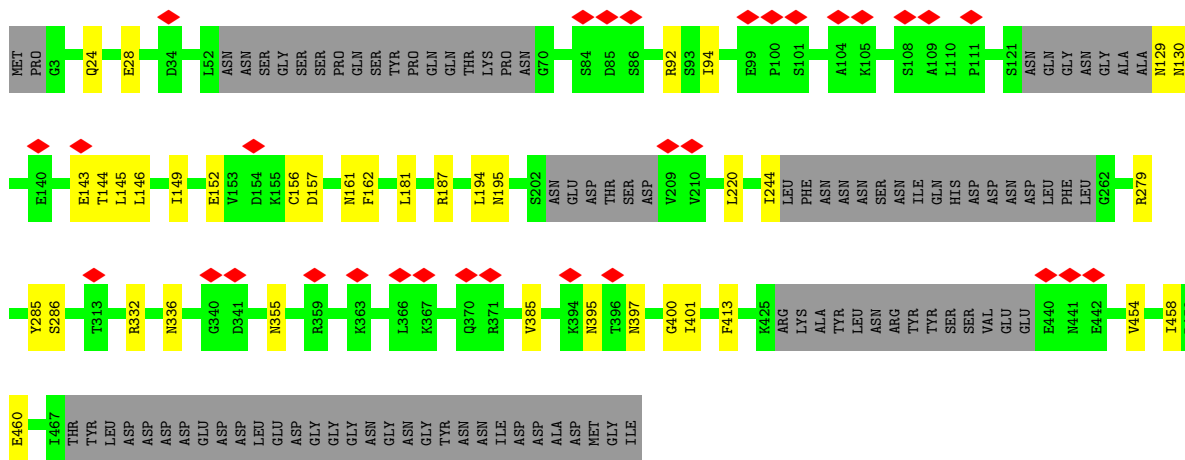 MET PRO G3 Q24 E28 D34 L52 ASN ASN SER GLY SER SER PRO GLN SER TYR PRO GLN GLN THR LYS PRO ASN G70 S84 D85 S86 R92 S93 I94 E99 P100 S101 A104 K105 S108 A109 L110 P111 S121 ASN GLN GLY ASN GLY ALA ALA N129 N130
E140 E143 T144 L145 L146 I149 E152 V153 D154 K155 C156 D157 N161 F162 L181 R187 L194 N195 S202 ASN GLU ASP THR SER ASP V209 V210 L220 I244 LEU PHE ASN ASN ASN SER ASN ILE GLN HIS ASP ASP ASN ASP LEU PHE LEU G262 R279
Y285 S286 T313 R332 N336 G340 D341 N355 R359 K363 L366 K367 Q370 R371 V385 K394 N395 T396 N397 G400 I401 F413 K425 ARG LYS ALA TYR LEU ASN ARG TYR TYR SER SER VAL GLU GLU E440 N441 E442 V454 I458
E460 I467 THR TYR LEU ASP ASP ASP ASP GLU ASP ASP LEU GLU ASP GLY GLY GLY ASN GLY ASN GLY TYR ASN ASN ILE ASP ASP ALA ASP MET GLY ILE